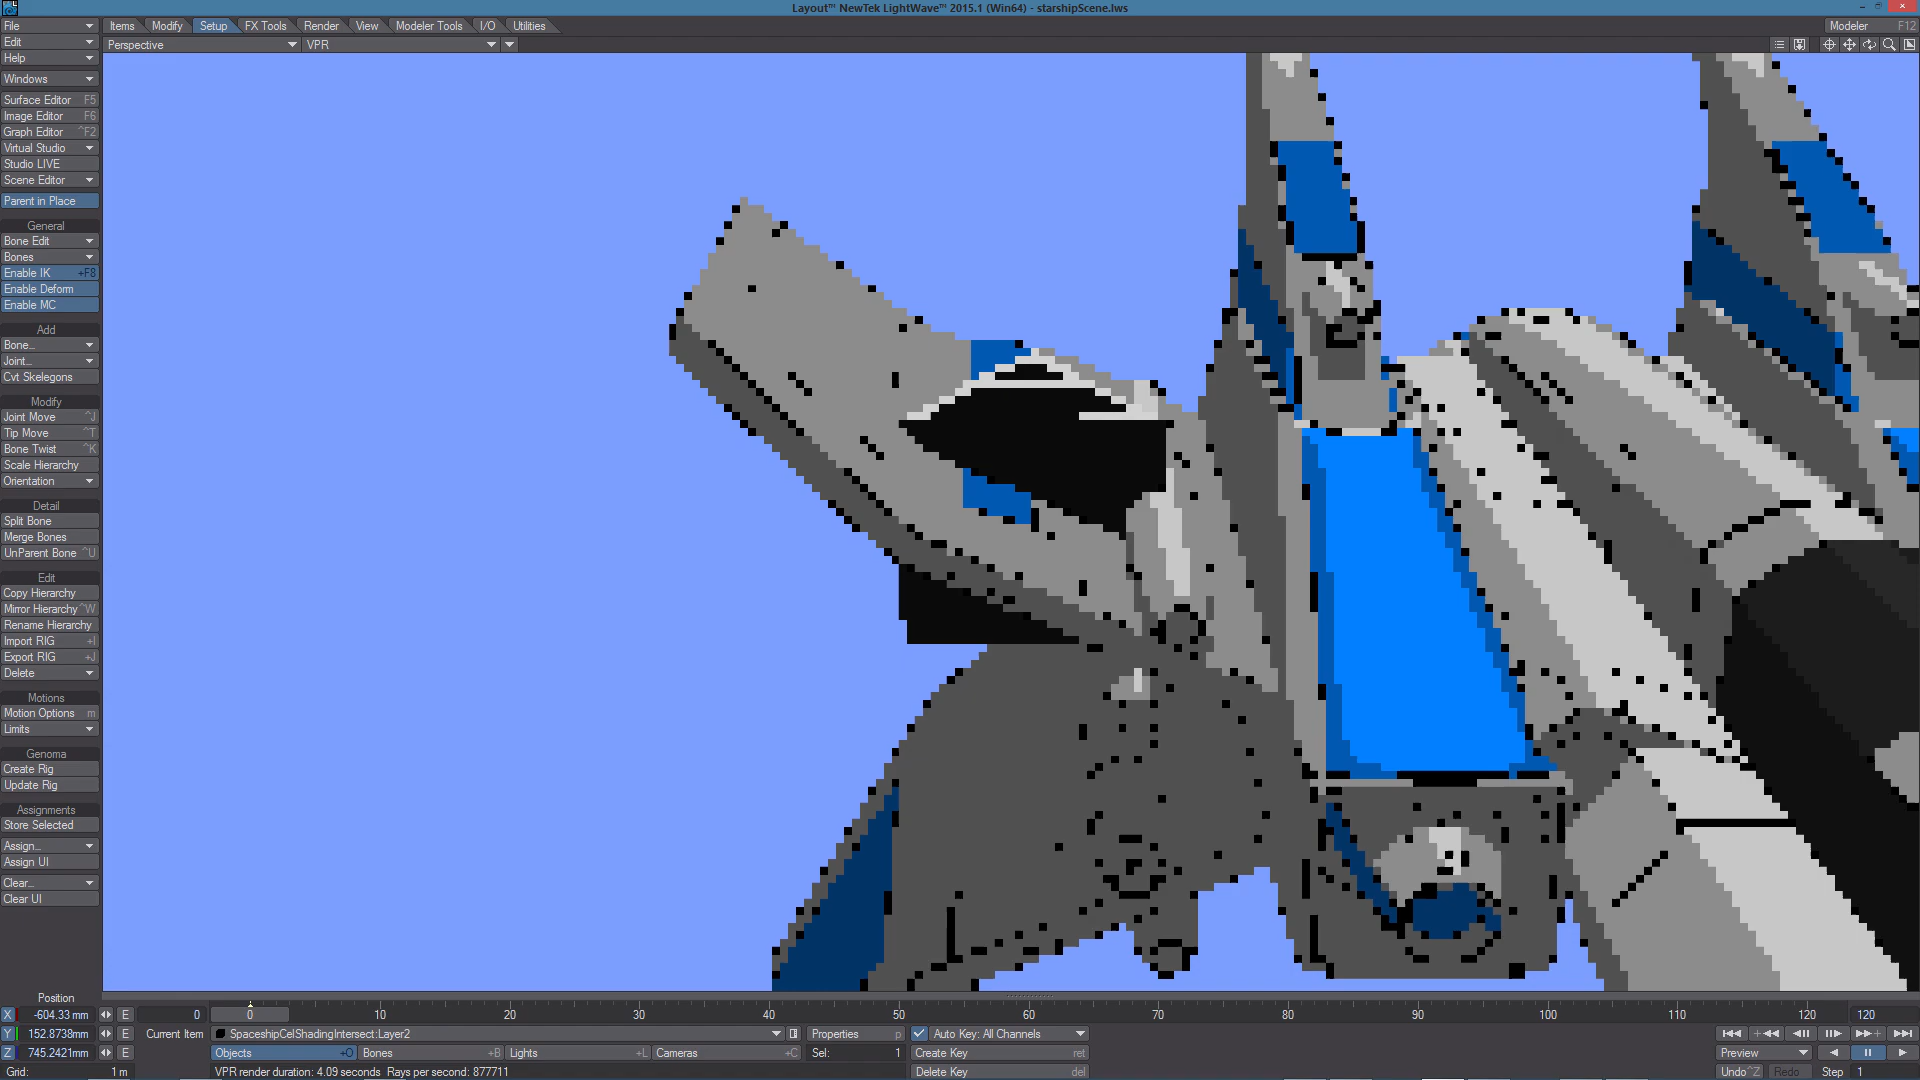 Layout™ NewTek LightWave™ 2015.1 (Win64) - starshipScene.lws
File Items Modify Setup FX Tools Render View Modeler Tools I/O Utilities Modeler F12
Edit Perspective VPR
Help
Windows
Surface Editor F5
Image Editor F6
Graph Editor ^F2
Virtual Studio
Studio LIVE
Scene Editor
Parent in Place
General
Bone Edit
Bones
Enable IK +F8
Enable Deform
Enable MC
Add
Bone...
Joint...
Cvt Skelegons
Modify
Joint Move ^J
Tip Move ^T
Bone Twist ^K
Scale Hierarchy
Orientation
Detail
Split Bone
Merge Bones
UnParent Bone ^U
Edit
Copy Hierarchy
Mirror Hierarchy ^W
Rename Hierarchy
Import RIG +I
Export RIG +J
Delete
Motions
Motion Options m
Limits
Genoma
Create Rig
Update Rig
Assignments
Store Selected
Assign...
Assign UI
Clear...
Clear UI
Position
X -604.33 mm E 0 0 10 20 30 40 50 60 70 80 90 100 110 120 120
Y 152.8738mm E Current Item SpaceshipCelShadingIntersect:Layer2 Properties p Auto Key: All Channels
Z 745.2421mm E Objects +O Bones +B Lights +L Cameras +C Sel: 1 Create Key ret Preview
Grid: 1 m VPR render duration: 4.09 seconds Rays per second: 877711 Delete Key del Undo ^Z Redo Step 1